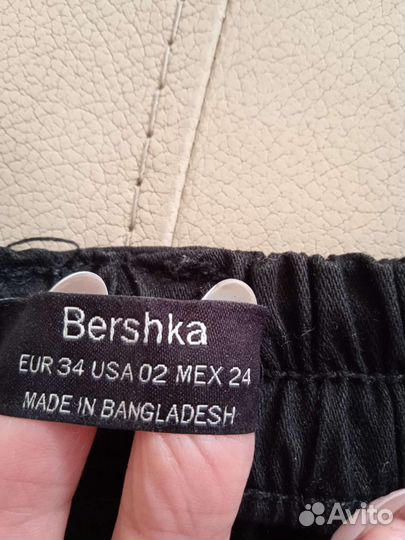 Bershka
EUR 34 USA 02 MEX 24
MADE IN BANGLADESH
Avito